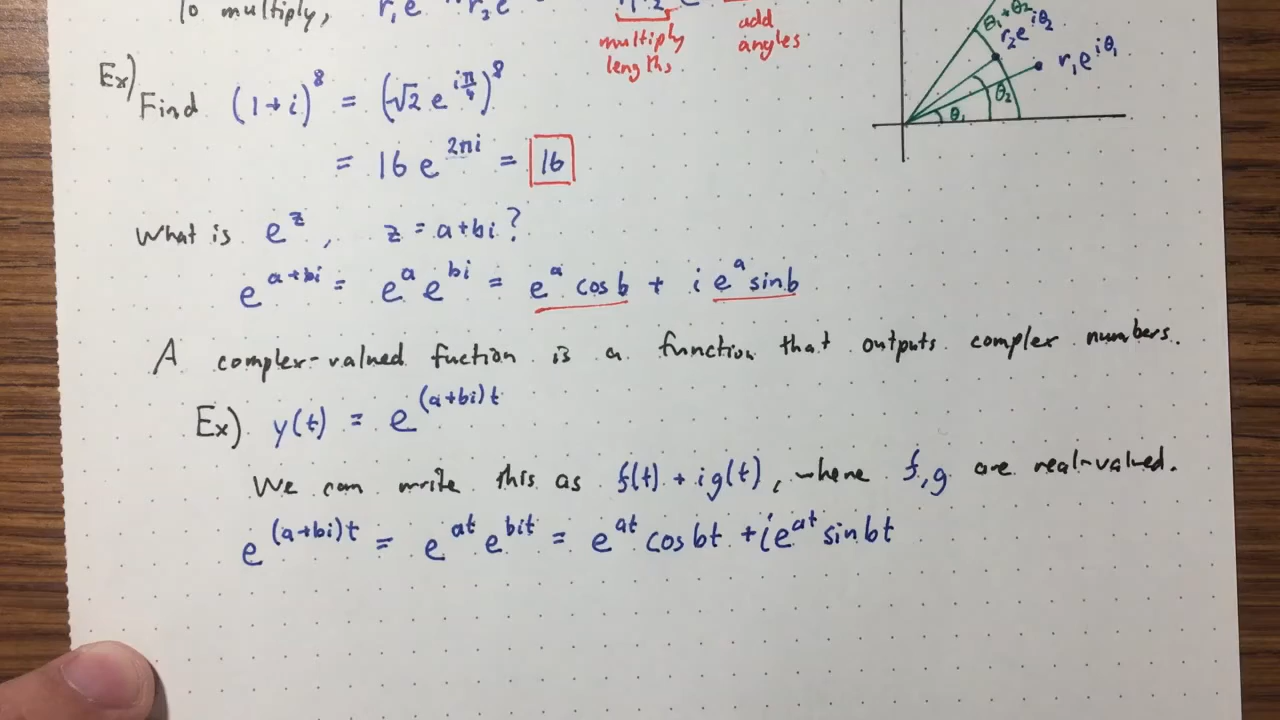 To multiply, r₁e r₂e
multiply lengths
add angles
θ₁+θ₂
r₂e^{iθ₂}
r₁e^{iθ₁}
θ₂
θ₁
Ex)
Find (1+i)^8 = (√2 e^{iπ/4})^8
= 16 e^{2πi} = 16
What is e^z, z = a+bi?
e^{a+bi} = e^a e^{bi} = e^a cos b + i e^a sin b
A complex-valued fuction is a function that outputs complex numbers.
Ex) y(t) = e^{(a+bi)t}
We can write this as f(t) + ig(t), where f,g are real-valued.
e^{(a+bi)t} = e^{at} e^{bit} = e^{at} cos bt + i e^{at} sin bt